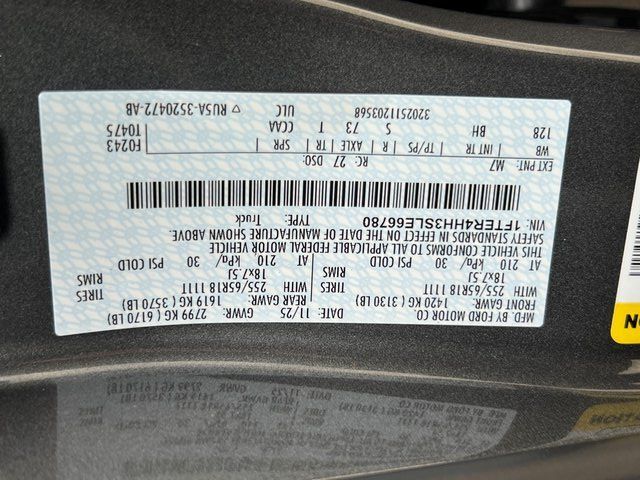 MFD. BY FORD MOTOR CO.
DATE: 11/25 GVWR: 2799 KG ( 6170 LB)
FRONT GAWR: 1420 KG ( 3130 LB) REAR GAWR: 1619 KG ( 3570 LB)
WITH 255/65R18 111T TIRES WITH 255/65R18 111T TIRES
18x7.5J RIMS 18x7.5J RIMS
AT 210 kPa/ 30 PSI COLD AT 210 kPa/ 30 PSI COLD
THIS VEHICLE CONFORMS TO ALL APPLICABLE FEDERAL MOTOR VEHICLE
SAFETY STANDARDS IN EFFECT ON THE DATE OF MANUFACTURE SHOWN ABOVE.
VIN: 1FTER4HH3SLE66780 TYPE: Truck
EXT PNT: M7 RC: 27 DSO: F0243
WB INT TR TP/PS R AXLE TR SPR T0475
128 BH S 73 T CCAA
3202511203568 ULC ▽ RU5A-3520472-AB